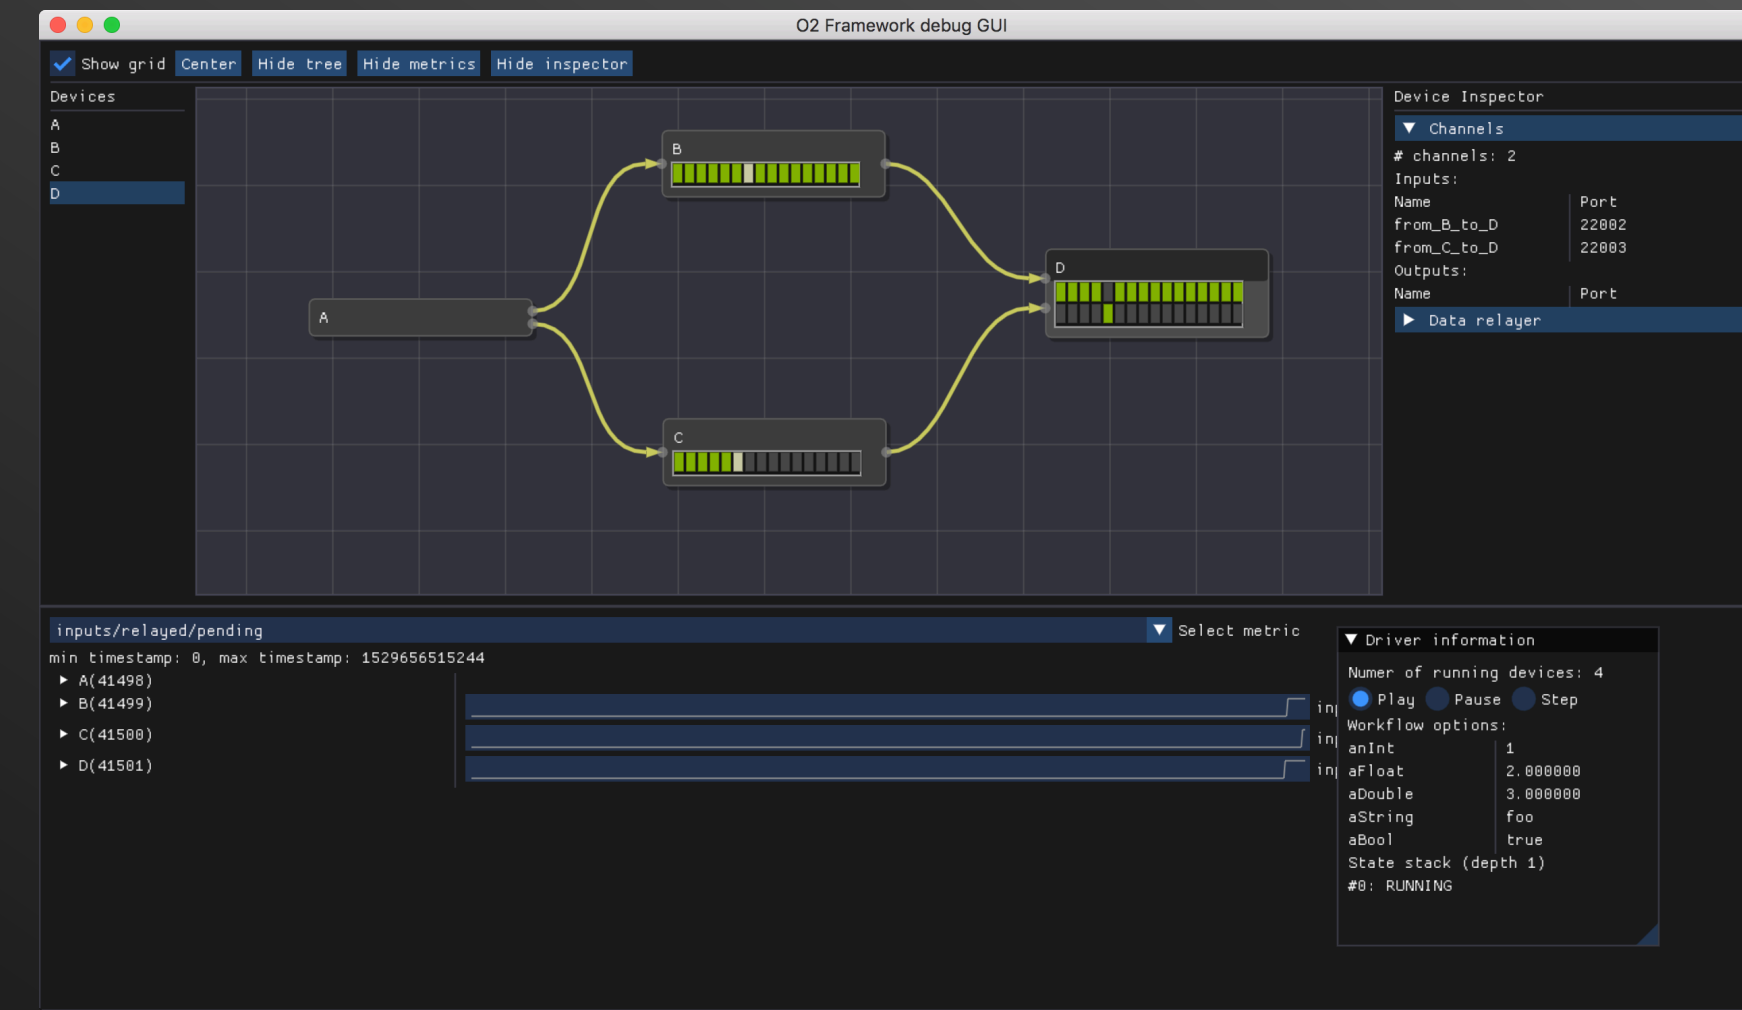 O2 Framework debug GUI
Show grid Center Hide tree Hide metrics Hide inspector
Devices
A
B
C
D
A
B
C
D
Device Inspector
Channels
# channels: 2
Inputs:
Name Port
from_B_to_D 22002
from_C_to_D 22003
Outputs:
Name Port
Data relayer
inputs/relayed/pending Select metric
min timestamp: 0, max timestamp: 1529656515244
A(41498)
B(41499)
C(41500)
D(41501)
inp
inp
inp
Driver information
Numer of running devices: 4
Play Pause Step
Workflow options:
anInt 1
aFloat 2.000000
aDouble 3.000000
aString foo
aBool true
State stack (depth 1)
#0: RUNNING